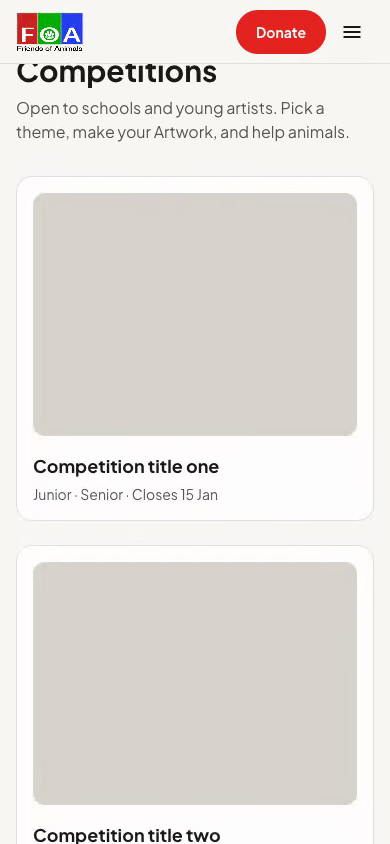 FOA
Friends of Animals
Donate
Competitions
Open to schools and young artists. Pick a
theme, make your Artwork, and help animals.
Competition title one
Junior · Senior · Closes 15 Jan
Competition title two